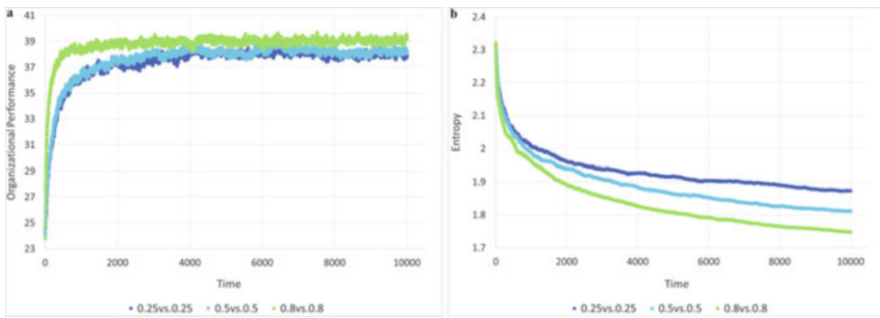 a
41
39
37
35
33
31
29
27
25
23
Organizational Performance
0 2000 4000 6000 8000 10000
Time
0.25vs.0.25 0.5vs.0.5 0.8vs.0.8
b
2.4
2.3
2.2
2.1
2
1.9
1.8
1.7
Entropy
0 2000 4000 6000 8000 10000
Time
0.25vs.0.25 0.5vs.0.5 0.8vs.0.8